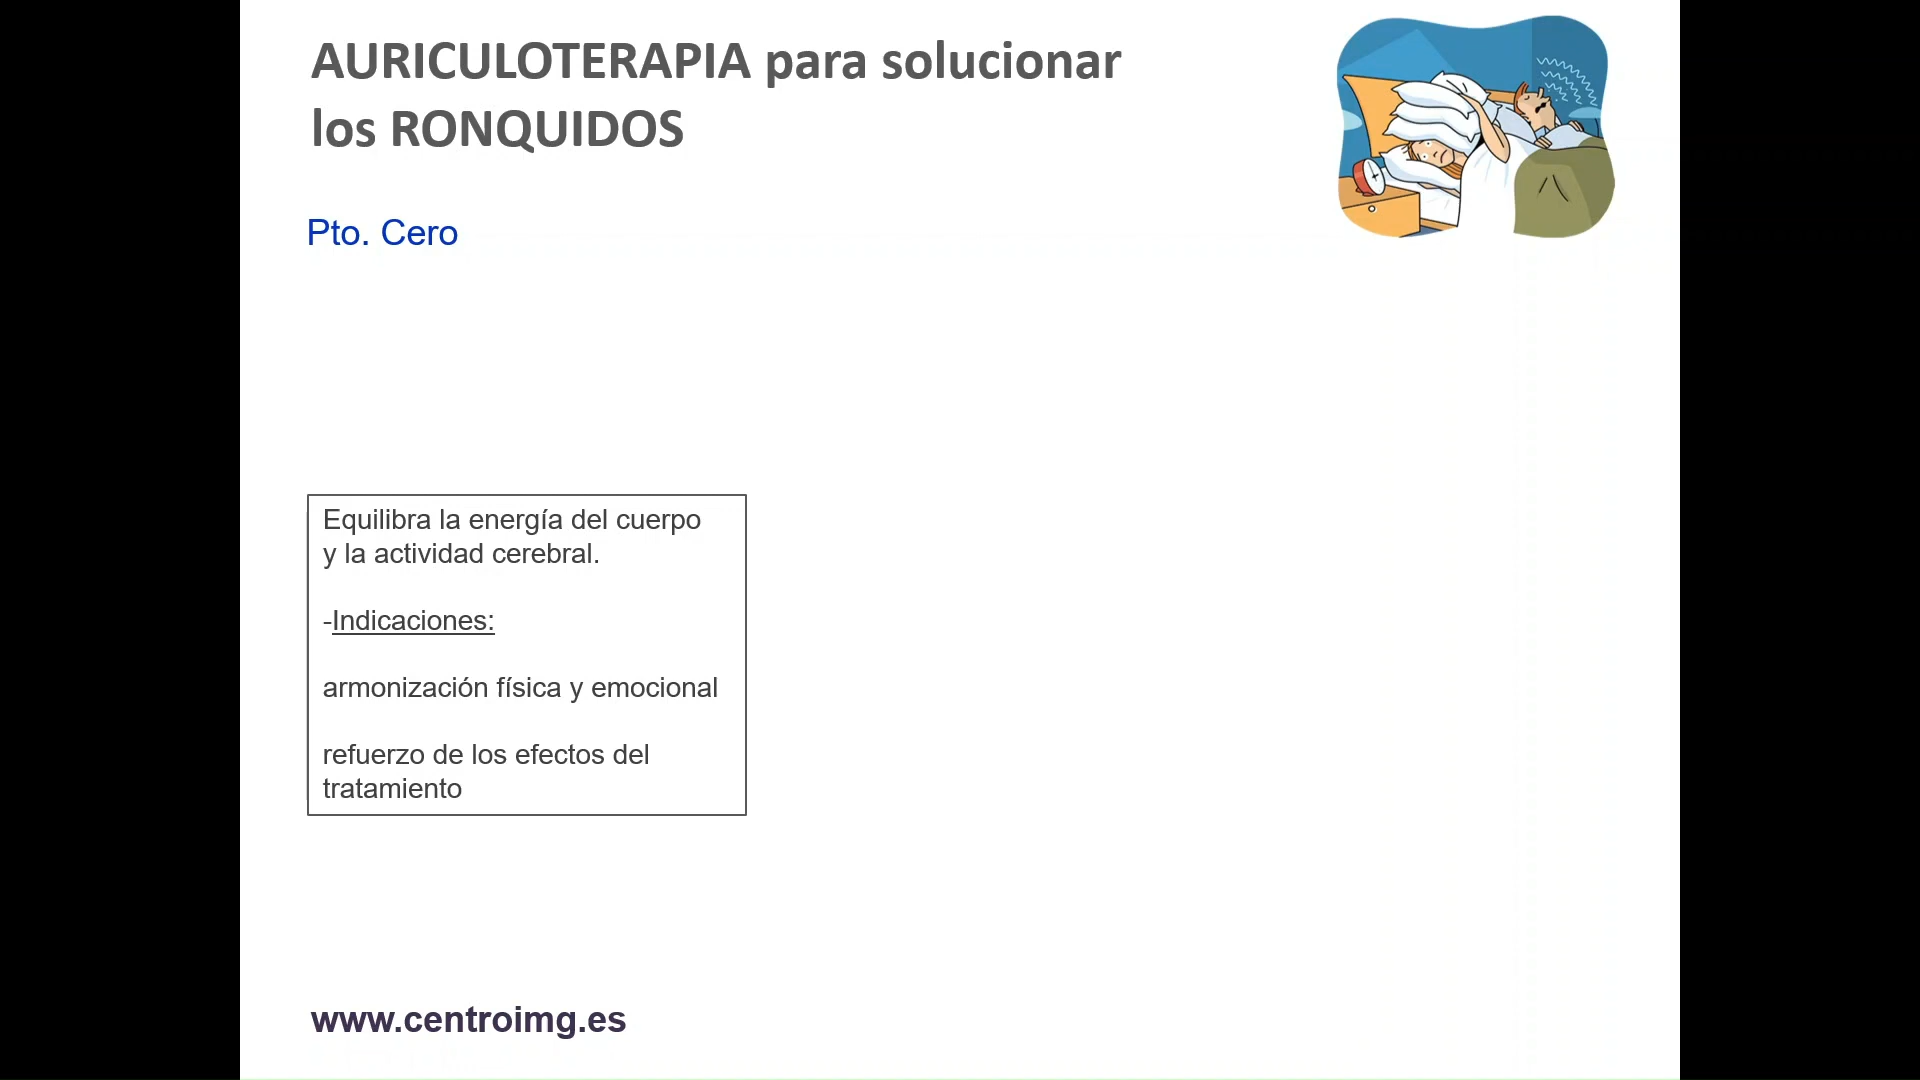 AURICULOTERAPIA para solucionar
los RONQUIDOS
Pto. Cero
Equilibra la energía del cuerpo
y la actividad cerebral.
-Indicaciones:
armonización física y emocional
refuerzo de los efectos del
tratamiento
www.centroimg.es